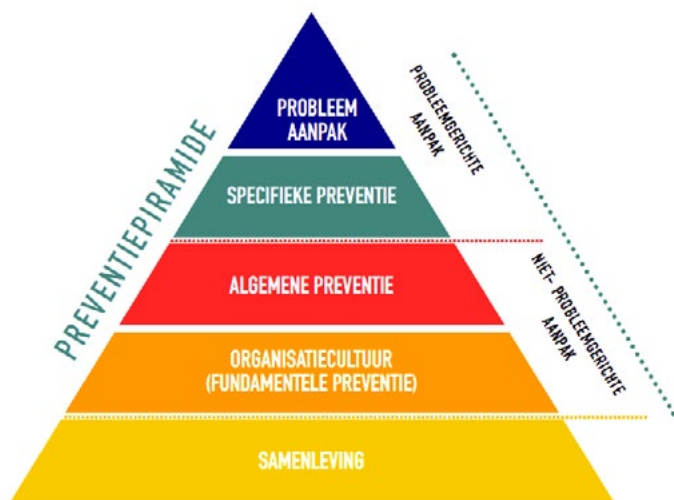 PREVENTIEPIRAMIDE
PROBLEEM
AANPAK
SPECIFIEKE PREVENTIE
ALGEMENE PREVENTIE
ORGANISATIECULTUUR
(FUNDAMENTELE PREVENTIE)
SAMENLEVING
PROBLEEMGERICHTE
AANPAK
NIET- PROBLEEMGERICHTE
AANPAK